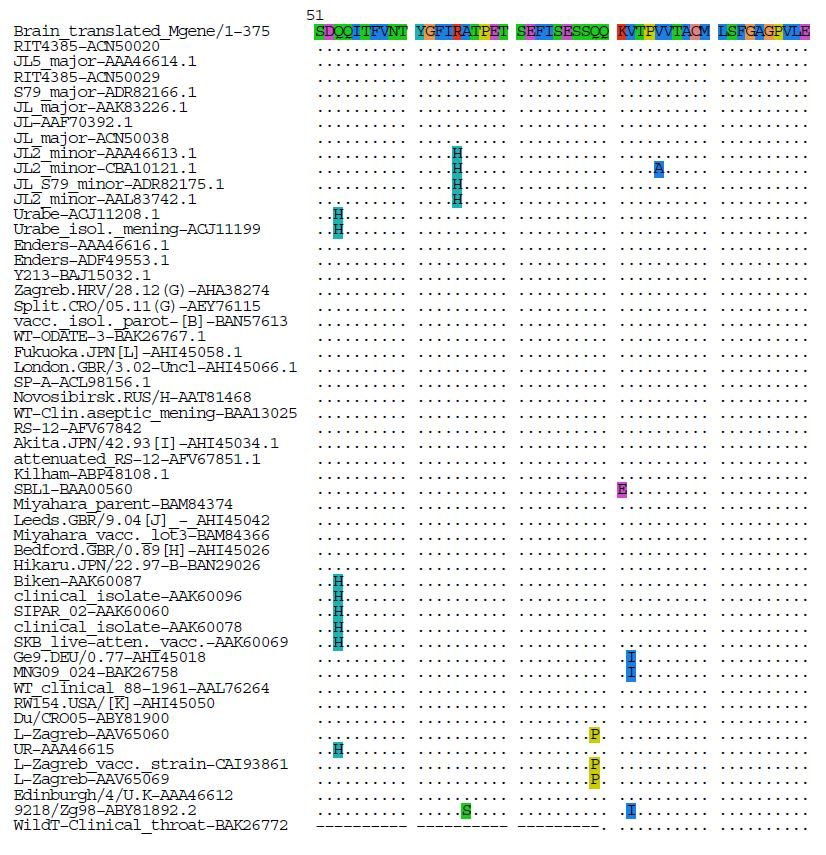 51
Brain_translated_Mgene/1-375 SDQQITFVNT YGFIRATPET SEFISESSQQ KVTPVVTACM LSFGAGPVLE
RIT4385-ACN50020 .......... .......... .......... .......... ..........
JL5_major-AAA46614.1 .......... .......... .......... .......... ..........
RIT4385-ACN50029 .......... .......... .......... .......... ..........
S79_major-ADR82166.1 .......... .......... .......... .......... ..........
JL_major-AAK83226.1 .......... .......... .......... .......... ..........
JL-AAF70392.1 .......... .......... .......... .......... ..........
JL_major-ACN50038 .......... .......... .......... .......... ..........
JL2_minor-AAA46613.1 .......... ....H..... .......... .......... ..........
JL2_minor-CBA10121.1 .......... ....H..... .......... ....A..... ..........
JL_S79_minor-ADR82175.1 .......... ....H..... .......... .......... ..........
JL2_minor-AAL83742.1 .......... ....H..... .......... .......... ..........
Urabe-ACJ11208.1 ..H....... .......... .......... .......... ..........
Urabe_isol._mening-ACJ11199 ..H....... .......... .......... .......... ..........
Enders-AAA46616.1 .......... .......... .......... .......... ..........
Enders-ADF49553.1 .......... .......... .......... .......... ..........
Y213-BAJ15032.1 .......... .......... .......... .......... ..........
Zagreb.HRV/28.12(G)-AHA38274 .......... .......... .......... .......... ..........
Split.CRO/05.11(G)-AEY76115 .......... .......... .......... .......... ..........
vacc._isol._parot-[B]-BAN57613 .......... .......... .......... .......... ..........
WT-ODATE-3-BAK26767.1 .......... .......... .......... .......... ..........
Fukuoka.JPN[L]-AHI45058.1 .......... .......... .......... .......... ..........
London.GBR/3.02-Uncl-AHI45066.1 .......... .......... .......... .......... ..........
SP-A-ACL98156.1 .......... .......... .......... .......... ..........
Novosibirsk.RUS/H-AAT81468 .......... .......... .......... .......... ..........
WT-Clin.aseptic_mening-BAA13025 .......... .......... .......... .......... ..........
RS-12-AFV67842 .......... .......... .......... .......... ..........
Akita.JPN/42.93[I]-AHI45034.1 .......... .......... .......... .......... ..........
attenuated_RS-12-AFV67851.1 .......... .......... .......... .......... ..........
Kilham-ABP48108.1 .......... .......... .......... .......... ..........
SBL1-BAA00560 .......... .......... .......... E......... ..........
Miyahara_parent-BAM84374 .......... .......... .......... .......... ..........
Leeds.GBR/9.04[J]_-_AHI45042 .......... .......... .......... .......... ..........
Miyahara_vacc._lot3-BAM84366 .......... .......... .......... .......... ..........
Bedford.GBR/0.89[H]-AHI45026 .......... .......... .......... .......... ..........
Hikaru.JPN/22.97-B-BAN29026 .......... .......... .......... .......... ..........
Biken-AAK60087 ..H....... .......... .......... .......... ..........
clinical_isolate-AAK60096 ..H....... .......... .......... .......... ..........
SIPAR_02-AAK60060 ..H....... .......... .......... .......... ..........
clinical_isolate-AAK60078 ..H....... .......... .......... .......... ..........
SKB_live-atten._vacc.-AAK60069 ..H....... .......... .......... .......... ..........
Ge9.DEU/0.77-AHI45018 .......... .......... .......... .I........ ..........
MNG09_024-BAK26758 .......... .......... .......... .I........ ..........
WT_clinical_88-1961-AAL76264 .......... .......... .......... .......... ..........
RW154.USA/[K]-AHI45050 .......... .......... .......... .......... ..........
Du/CRO05-ABY81900 .......... .......... .......... .......... ..........
L-Zagreb-AAV65060 .......... .......... ........P. .......... ..........
UR-AAA46615 ..H....... .......... .......... .......... ..........
L-Zagreb_vacc._strain-CAI93861 .......... .......... ........P. .......... ..........
L-Zagreb-AAV65069 .......... .......... ........P. .......... ..........
Edinburgh/4/U.K-AAA46612 .......... .......... .......... .......... ..........
9218/Zg98-ABY81892.2 .......... .....S.... .......... .I........ ..........
WildT-Clinical_throat-BAK26772 ---------- ---------- ---------. .......... ..........